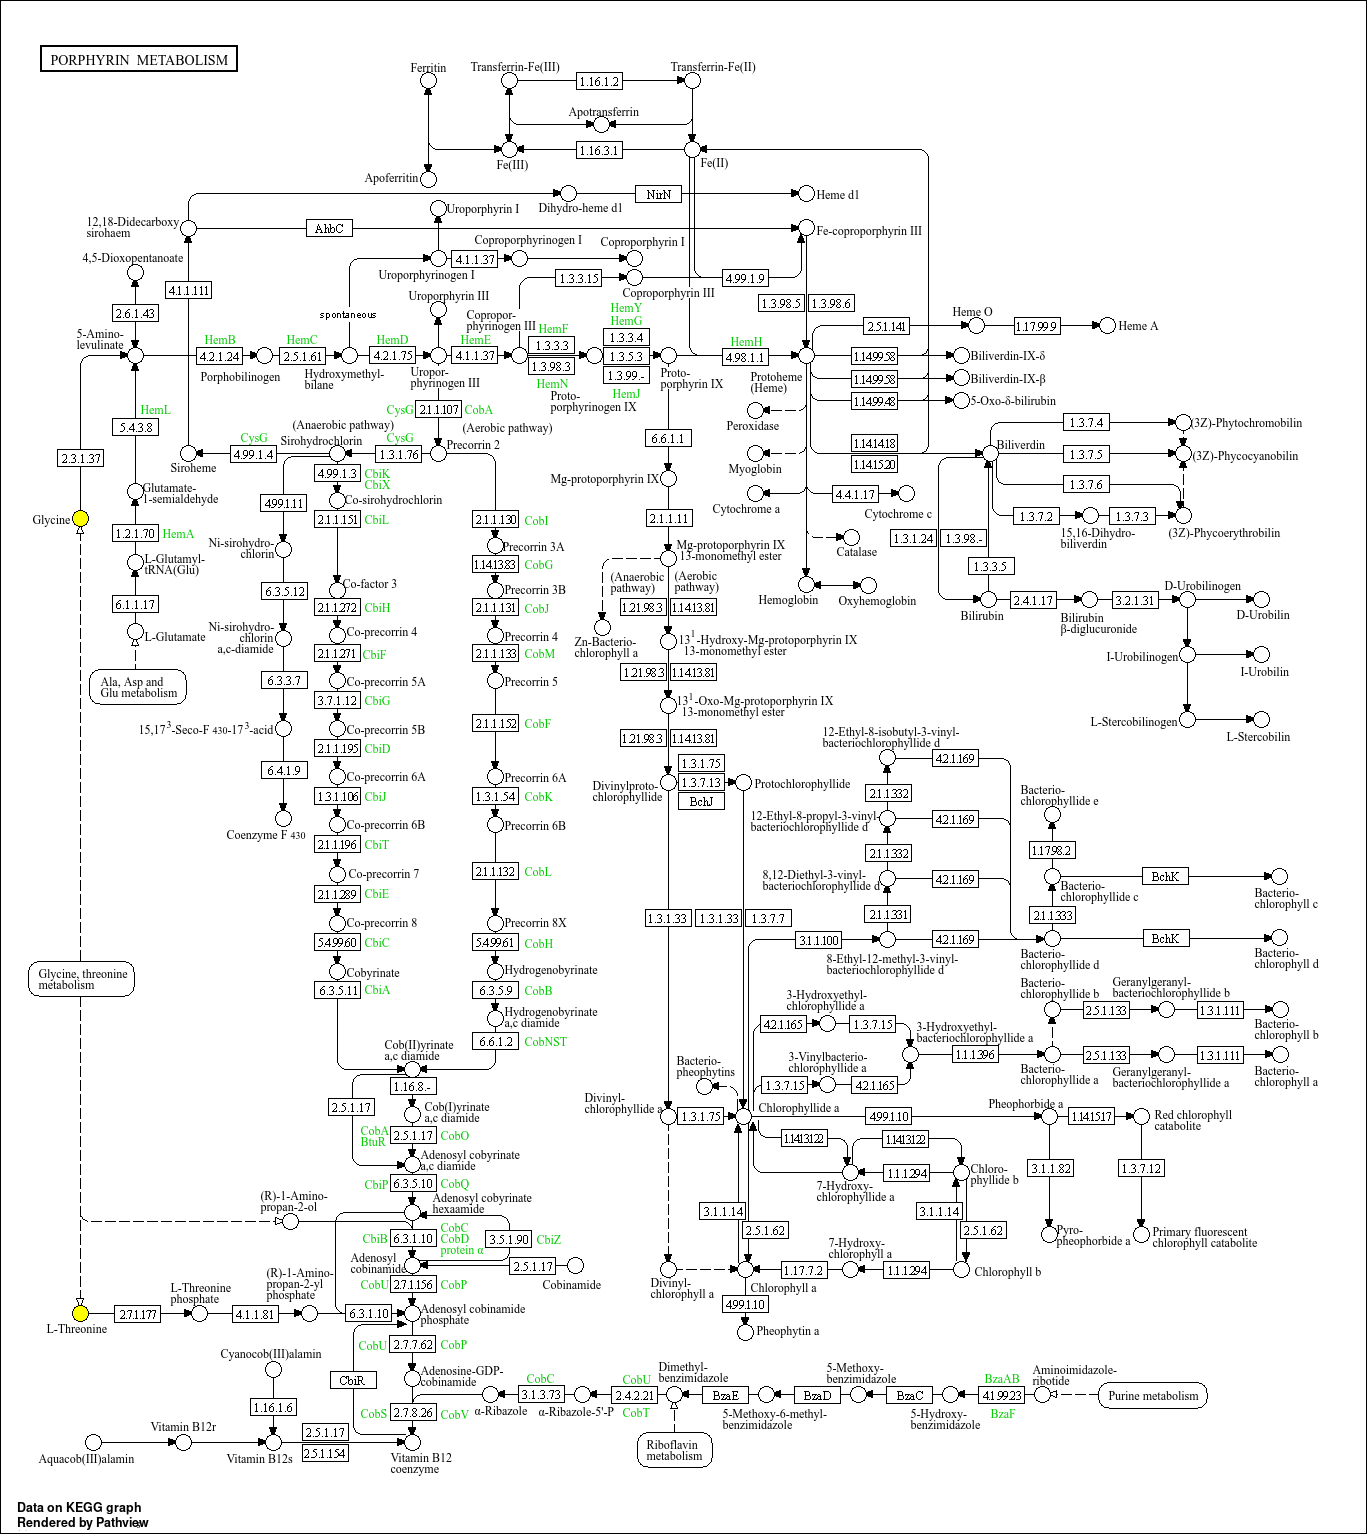 PORPHYRIN METABOLISM
Ferritin
Transferrin-Fe(III)
1.16.1.2
Transferrin-Fe(II)
Apotransferrin
Fe(III)
1.16.3.1
Fe(II)
Apoferritin
Dihydro-heme d1
NirN
Heme d1
12,18-Didecarboxy
sirohaem
AhbC
Fe-coproporphyrin III
Uroporphyrin I
4,5-Dioxopentanoate
Uroporphyrinogen I
4.1.1.37
Coproporphyrinogen I
Coproporphyrin I
1.3.3.15
Coproporphyrin III
4.99.1.9
4.1.1.111
2.6.1.43
spontaneous
Uroporphyrin III
1.3.98.5
1.3.98.6
5-Amino-
levulinate
HemB
4.2.1.24
Porphobilinogen
HemC
2.5.1.61
Hydroxymethyl-
bilane
HemD
4.2.1.75
Uropor-
phyrinogen III
HemE
4.1.1.37
Copropor-
phyrinogen III
HemF
1.3.3.3
1.3.98.3
HemN
Proto-
porphyrinogen IX
HemY
HemG
1.3.3.4
1.3.5.3
1.3.99.-
HemJ
Proto-
porphyrin IX
HemH
4.98.1.1
Protoheme
(Heme)
2.5.1.141
Heme O
1.17.99.9
Heme A
1.14.99.58
Biliverdin-IX-δ
1.14.99.58
Biliverdin-IX-β
1.14.99.48
5-Oxo-δ-bilirubin
Peroxidase
1.14.14.18
1.14.15.20
Biliverdin
1.3.7.4
(3Z)-Phytochromobilin
1.3.7.5
(3Z)-Phycocyanobilin
1.3.7.6
1.3.7.2
15,16-Dihydro-
biliverdin
1.3.7.3
(3Z)-Phycoerythrobilin
Myoglobin
Cytochrome a
4.4.1.17
Cytochrome c
Catalase
Hemoglobin
Oxyhemoglobin
1.3.1.24
1.3.98.-
1.3.3.5
Bilirubin
2.4.1.17
Bilirubin
β-diglucuronide
3.2.1.31
D-Urobilinogen
D-Urobilin
I-Urobilinogen
I-Urobilin
L-Stercobilinogen
L-Stercobilin
HemL
5.4.3.8
2.3.1.37
Glycine
Glutamate-
1-semialdehyde
1.2.1.70
HemA
L-Glutamyl-
tRNA(Glu)
6.1.1.17
L-Glutamate
Ala, Asp and
Glu metabolism
CysG
2.1.1.107
CobA
(Anaerobic pathway)
(Aerobic pathway)
Siroheme
CysG
4.99.1.4
Sirohydrochlorin
CysG
1.3.1.76
Precorrin 2
4.99.1.3
CbiK
CbiX
4.99.1.11
Co-sirohydrochlorin
2.1.1.151
CbiL
Ni-sirohydro-
chlorin
6.3.5.12
Co-factor 3
2.1.1.272
CbiH
Ni-sirohydro-
chlorin
a,c-diamide
Co-precorrin 4
2.1.1.271
CbiF
6.3.3.7
Co-precorrin 5A
3.7.1.12
CbiG
15,17³-Seco-F 430-17³-acid
Co-precorrin 5B
2.1.1.195
CbiD
6.4.1.9
Co-precorrin 6A
1.3.1.106
CbiJ
Coenzyme F 430
Co-precorrin 6B
2.1.1.196
CbiT
Co-precorrin 7
2.1.1.289
CbiE
Co-precorrin 8
5.4.99.60
CbiC
Cobyrinate
6.3.5.11
CbiA
2.1.1.130
CobI
Precorrin 3A
1.14.13.83
CobG
Precorrin 3B
2.1.1.131
CobJ
Precorrin 4
2.1.1.133
CobM
Precorrin 5
2.1.1.152
CobF
Precorrin 6A
1.3.1.54
CobK
Precorrin 6B
2.1.1.132
CobL
Precorrin 8X
5.4.99.61
CobH
Hydrogenobyrinate
6.3.5.9
CobB
Hydrogenobyrinate
a,c diamide
6.6.1.2
CobNST
6.6.1.1
Mg-protoporphyrin IX
2.1.1.11
Mg-protoporphyrin IX
13-monomethyl ester
(Anaerobic
pathway)
(Aerobic
pathway)
Zn-Bacterio-
chlorophyll a
1.21.98.3
1.14.13.81
13¹-Hydroxy-Mg-protoporphyrin IX
13-monomethyl ester
1.21.98.3
1.14.13.81
13¹-Oxo-Mg-protoporphyrin IX
13-monomethyl ester
1.21.98.3
1.14.13.81
Divinylproto-
chlorophyllide
1.3.1.75
1.3.7.13
BchJ
Protochlorophyllide
1.3.1.33
1.3.1.33
1.3.7.7
12-Ethyl-8-isobutyl-3-vinyl-
bacteriochlorophyllide d
4.2.1.169
2.1.1.332
12-Ethyl-8-propyl-3-vinyl-
bacteriochlorophyllide d
4.2.1.169
2.1.1.332
8,12-Diethyl-3-vinyl-
bacteriochlorophyllide d
4.2.1.169
2.1.1.331
3.1.1.100
8-Ethyl-12-methyl-3-vinyl-
bacteriochlorophyllide d
4.2.1.169
Bacterio-
chlorophyllide e
1.17.98.2
Bacterio-
chlorophyllide c
BchK
Bacterio-
chlorophyll c
2.1.1.333
Bacterio-
chlorophyllide d
BchK
Bacterio-
chlorophyll d
Bacterio-
chlorophyllide b
2.5.1.133
Geranylgeranyl-
bacteriochlorophyllide b
1.3.1.111
Bacterio-
chlorophyll b
3-Hydroxyethyl-
chlorophyllide a
4.2.1.165
1.3.7.15
3-Hydroxyethyl-
bacteriochlorophyllide a
1.1.1.396
Bacterio-
chlorophyllide a
2.5.1.133
Geranylgeranyl-
bacteriochlorophyllide a
1.3.1.111
Bacterio-
chlorophyll a
3-Vinylbacterio-
chlorophyllide a
1.3.7.15
4.2.1.165
Bacterio-
pheophytins
Divinyl-
chlorophyllide a
1.3.1.75
Chlorophyllide a
4.99.1.10
Pheophorbide a
1.14.15.17
Red chlorophyll
catabolite
1.14.13.122
1.14.13.122
7-Hydroxy-
chlorophyllide a
1.1.1.294
Chloro-
phyllide b
3.1.1.82
1.3.7.12
Pyro-
pheophorbide a
Primary fluorescent
chlorophyll catabolite
3.1.1.14
2.5.1.62
3.1.1.14
2.5.1.62
Divinyl-
chlorophyll a
Chlorophyll a
1.17.7.2
7-Hydroxy-
chlorophyll a
1.1.1.294
Chlorophyll b
4.99.1.10
Pheophytin a
Glycine, threonine
metabolism
Cob(II)yrinate
a,c diamide
1.16.8.-
2.5.1.17
Cob(I)yrinate
a,c diamide
CobA
BtuR
2.5.1.17
CobO
Adenosyl cobyrinate
a,c diamide
CbiP
6.3.5.10
CobQ
(R)-1-Amino-
propan-2-ol
Adenosyl cobyrinate
hexaamide
CbiB
6.3.1.10
CobC
CobD
protein α
3.5.1.90
CbiZ
Adenosyl
cobinamide
2.5.1.17
Cobinamide
CobU
2.7.1.156
CobP
L-Threonine
2.7.1.177
L-Threonine
phosphate
4.1.1.81
(R)-1-Amino-
propan-2-yl
phosphate
6.3.1.10
Adenosyl cobinamide
phosphate
CobU
2.7.7.62
CobP
Cyanocob(III)alamin
CbiR
Adenosine-GDP-
cobinamide
1.16.1.6
CobS
2.7.8.26
CobV
α-Ribazole
CobC
3.1.3.73
α-Ribazole-5'-P
CobU
2.4.2.21
CobT
Dimethyl-
benzimidazole
BzaE
5-Methoxy-6-methyl-
benzimidazole
BzaD
5-Methoxy-
benzimidazole
BzaC
5-Hydroxy-
benzimidazole
BzaAB
4.1.99.23
BzaF
Aminoimidazole-
ribotide
Purine metabolism
Riboflavin
metabolism
Aquacob(III)alamin
Vitamin B12r
Vitamin B12s
2.5.1.17
2.5.1.154
Vitamin B12
coenzyme
Data on KEGG graph
Rendered by Pathview